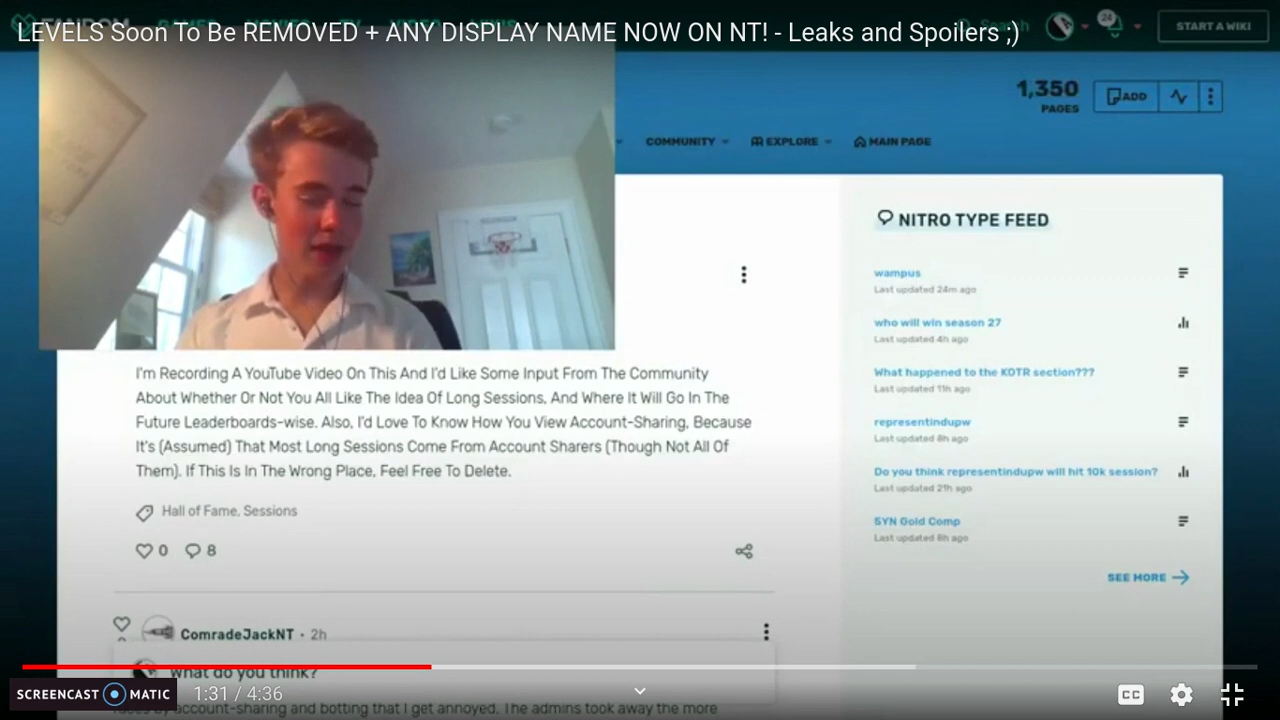 LEVELS Soon To Be REMOVED + ANY DISPLAY NAME NOW ON NT! - Leaks and Spoilers ;)
START A WIKI
1,350
PAGES
ADD
COMMUNITY
EXPLORE
MAIN PAGE
NITRO TYPE FEED
wampus
Last updated 24m ago
who will win season 27
Last updated 4h ago
What happened to the KOTR section???
Last updated 11h ago
representindupw
Last updated 8h ago
Do you think representindupw will hit 10k session?
Last updated 21h ago
SYN Gold Comp
Last updated 8h ago
SEE MORE
I'm Recording A YouTube Video On This And I'd Like Some Input From The Community
About Whether Or Not You All Like The Idea Of Long Sessions, And Where It Will Go In The
Future Leaderboards-wise. Also, I'd Love To Know How You View Account-Sharing, Because
It's (Assumed) That Most Long Sessions Come From Account Sharers (Though Not All Of
Them). If This Is In The Wrong Place, Feel Free To Delete.
Hall of Fame, Sessions
0 8
ComradeJackNT • 2h
What do you think?
by account-sharing and botting that I get annoyed. The admins took away the more
SCREENCAST MATIC
1:31 / 4:36
CC